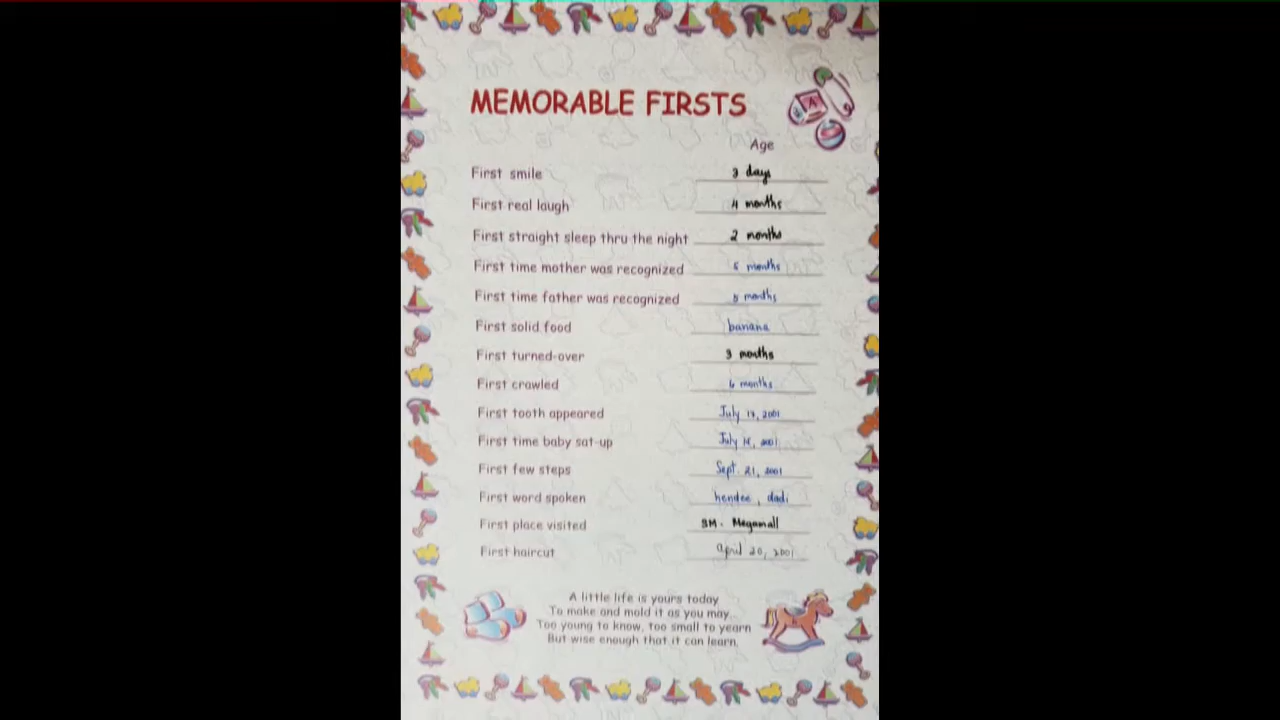 MEMORABLE FIRSTS
Age
First smile 3 days
First real laugh 4 months
First straight sleep thru the night 2 months
First time mother was recognized 5 months
First time father was recognized 5 months
First solid food banana
First turned-over 3 months
First crawled 6 months
First tooth appeared July 17, 2001
First time baby sat-up July 15, 2001
First few steps Sept. 21, 2001
First word spoken hendee, dadi
First place visited SM. Megamall
First haircut April 20, 2001
A little life is yours today
To make and mold it as you may.
Too young to know, too small to yearn
But wise enough that it can learn.